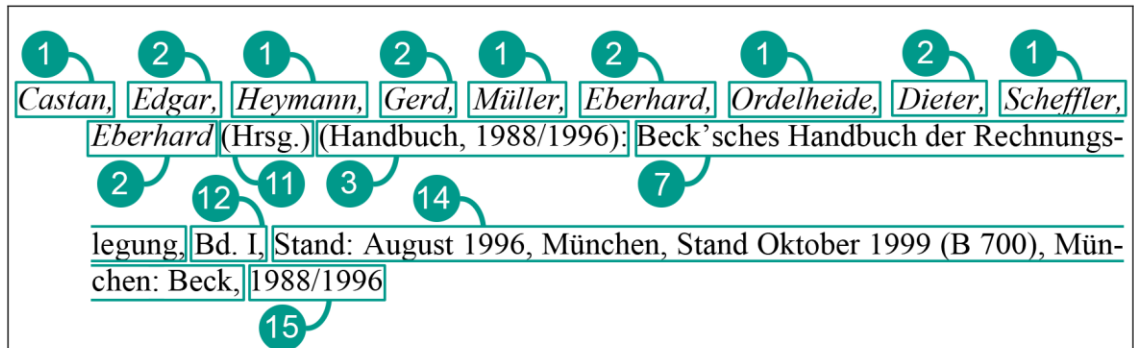 1 2 1 2 1 2 1 2 1
Castan, Edgar, Heymann, Gerd, Müller, Eberhard, Ordelheide, Dieter, Scheffler,
Eberhard (Hrsg.) (Handbuch, 1988/1996): Beck’sches Handbuch der Rechnungs-
2 12 11 3 14 7
legung, Bd. I, Stand: August 1996, München, Stand Oktober 1999 (B 700), Mün-
chen: Beck, 1988/1996
15